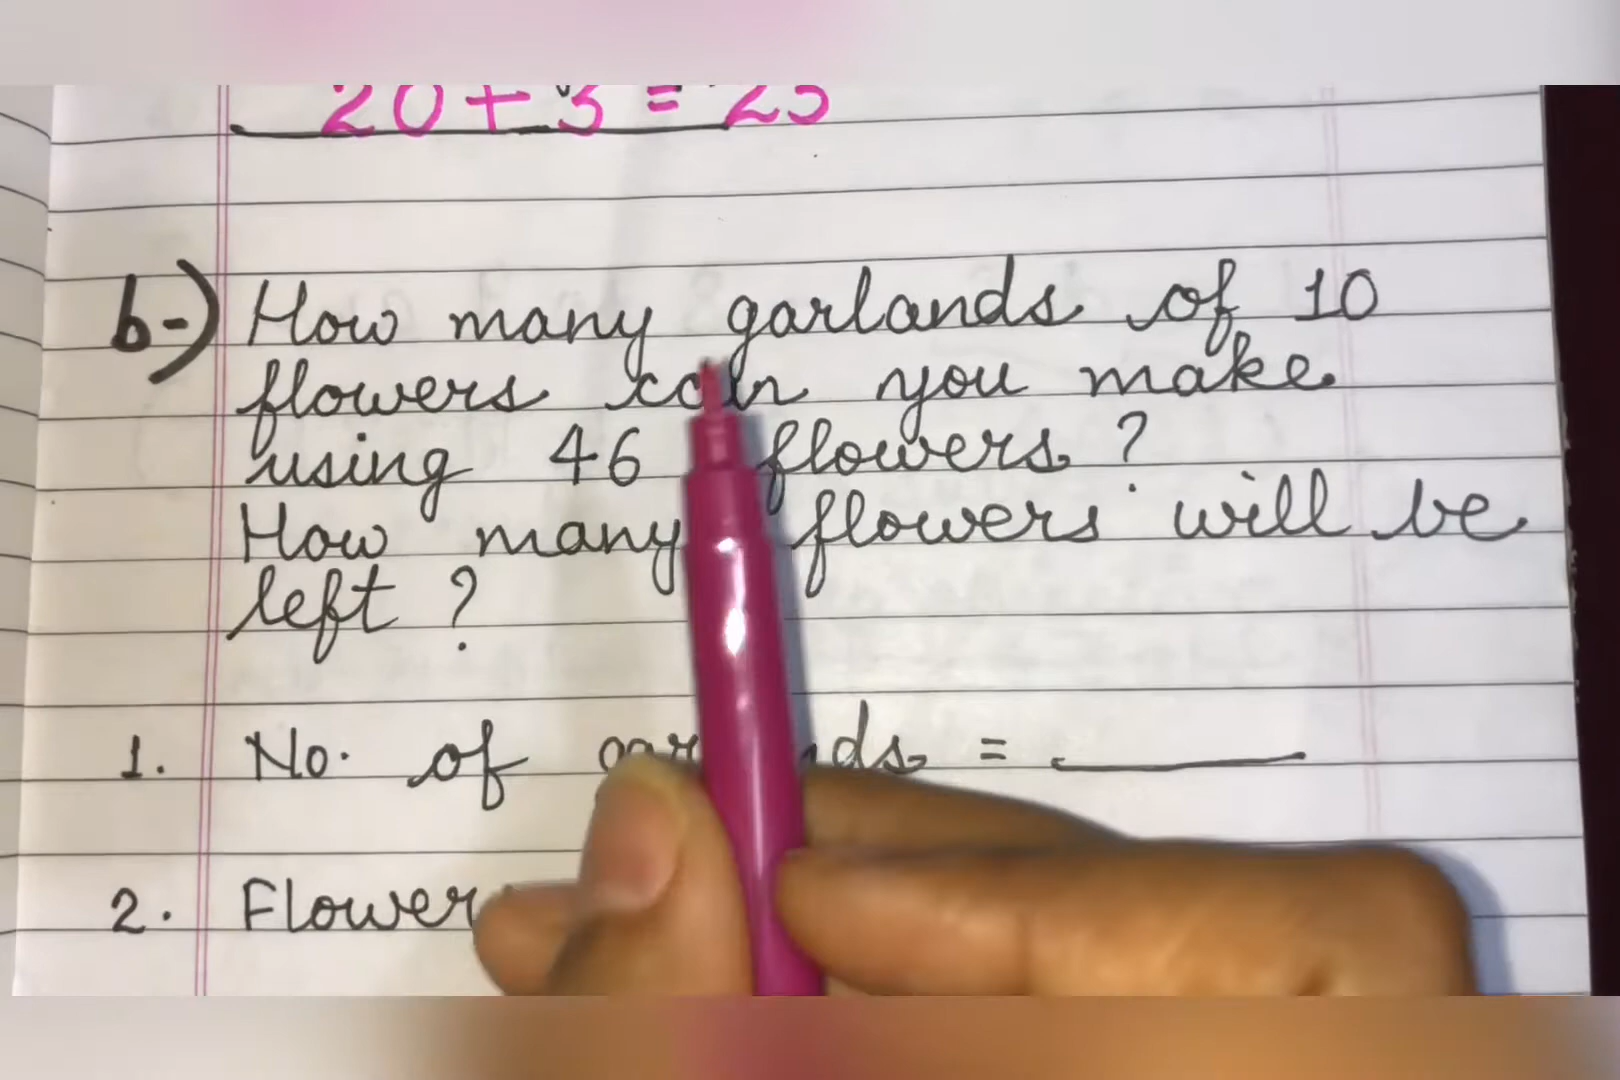 20+3 = 23
b-) How many garlands of 10
flowers can you make
using 46 flowers ?
How many flowers will be
left ?
1. No. of = 
2. Flower